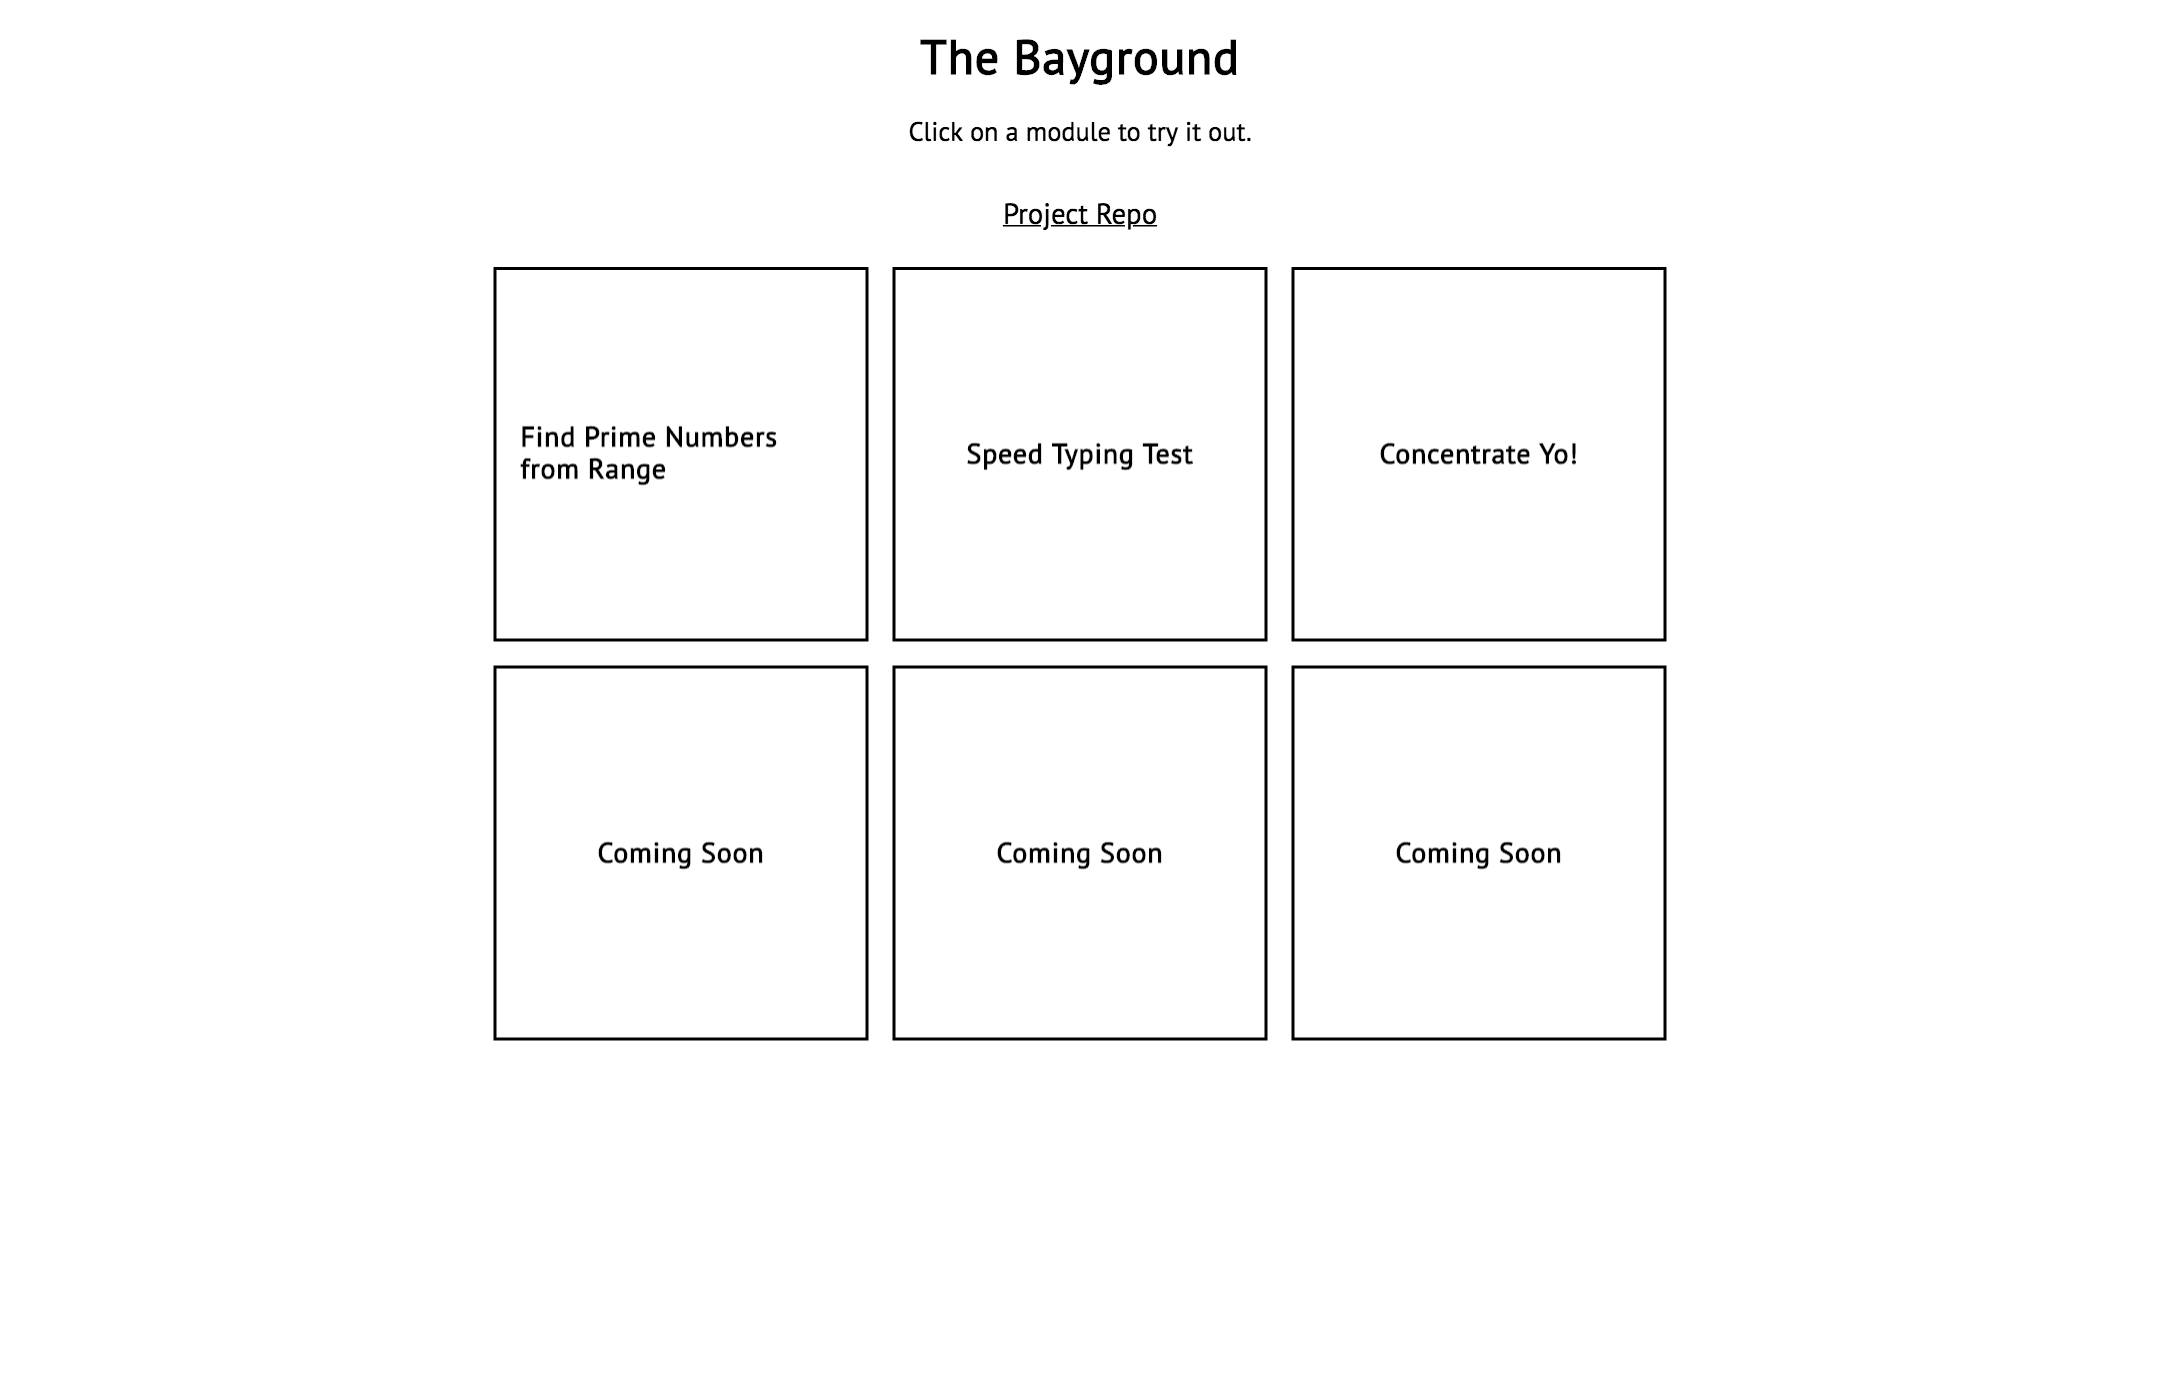 The Bayground
Click on a module to try it out.
Project Repo
Find Prime Numbers
from Range
Speed Typing Test
Concentrate Yo!
Coming Soon
Coming Soon
Coming Soon